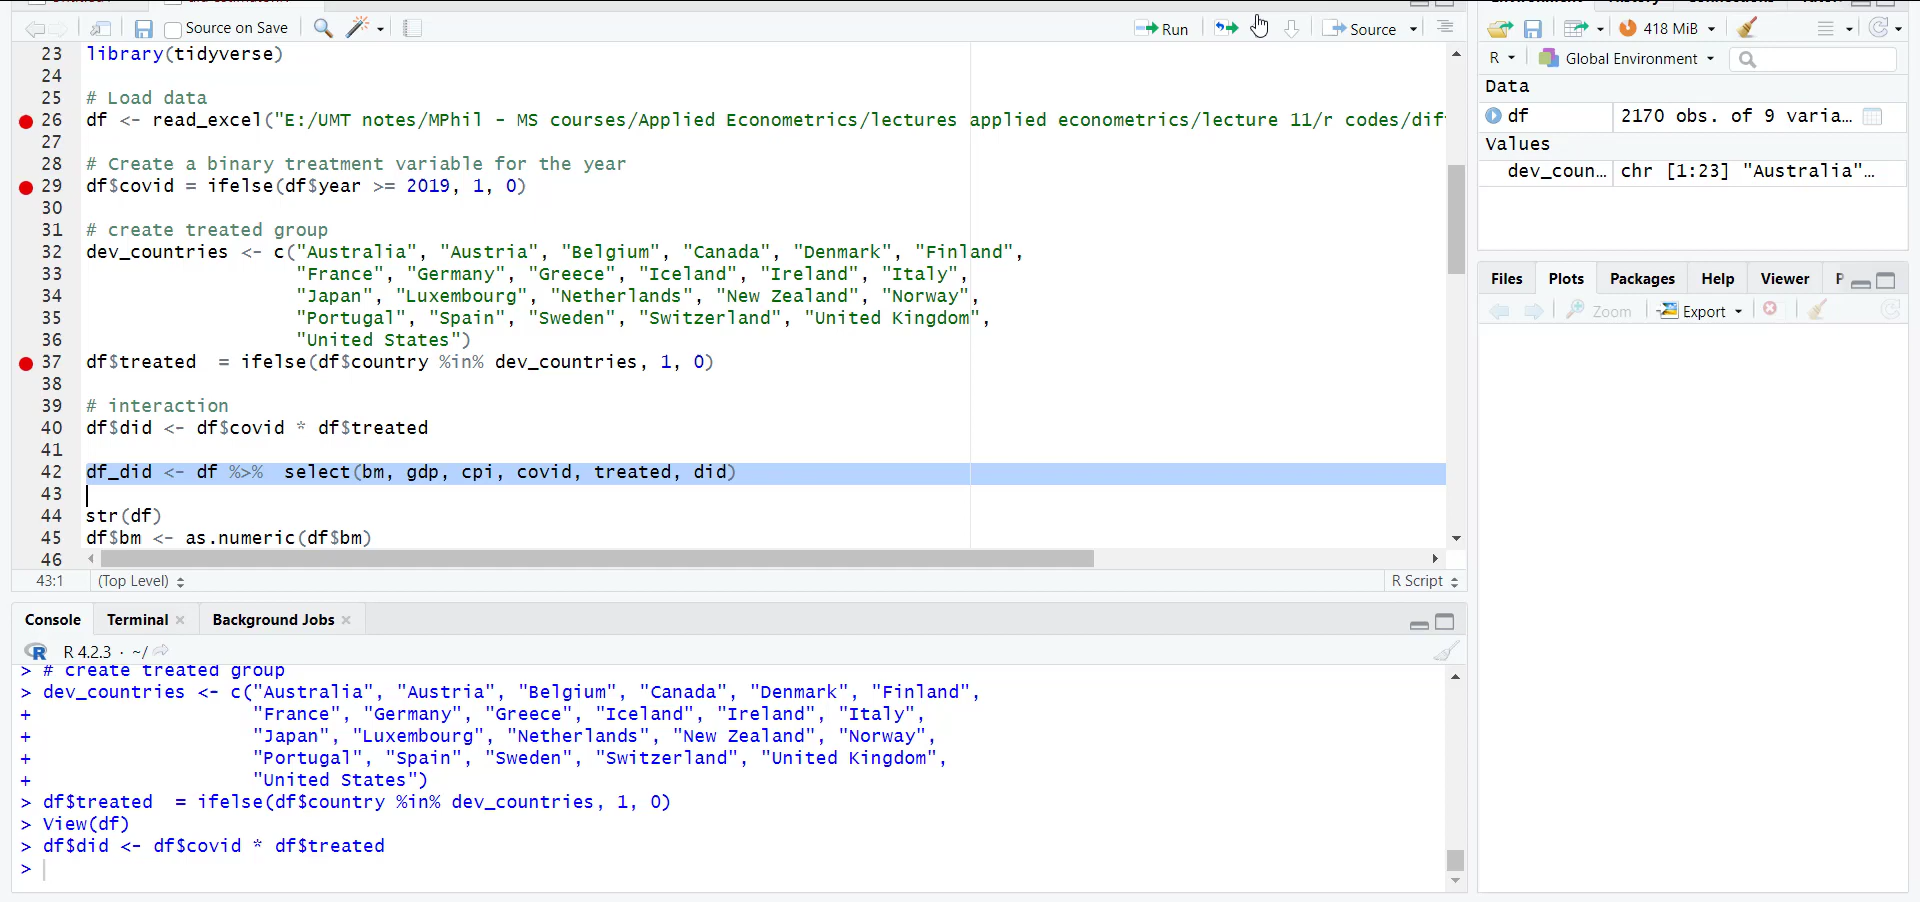 Source on Save
Run
Source
23 library(tidyverse)
24
25 # Load data
26 df <- read_excel("E:/UMT notes/MPhil - MS courses/Applied Econometrics/lectures applied econometrics/lecture 11/r codes/dif
27
28 # Create a binary treatment variable for the year
29 df$covid = ifelse(df$year >= 2019, 1, 0)
30
31 # create treated group
32 dev_countries <- c("Australia", "Austria", "Belgium", "Canada", "Denmark", "Finland",
33 "France", "Germany", "Greece", "Iceland", "Ireland", "Italy",
34 "Japan", "Luxembourg", "Netherlands", "New Zealand", "Norway",
35 "Portugal", "Spain", "Sweden", "Switzerland", "United Kingdom",
36 "United States")
37 df$treated  = ifelse(df$country %in% dev_countries, 1, 0)
38
39 # interaction
40 df$did <- df$covid * df$treated
41
42 df_did <- df %>%  select(bm, gdp, cpi, covid, treated, did)
43
44 str(df)
45 df$bm <- as.numeric(df$bm)
46
43:1 (Top Level) R Script
Console Terminal × Background Jobs ×
R R 4.2.3 · ~/
> # create treated group
> dev_countries <- c("Australia", "Austria", "Belgium", "Canada", "Denmark", "Finland",
+ "France", "Germany", "Greece", "Iceland", "Ireland", "Italy",
+ "Japan", "Luxembourg", "Netherlands", "New Zealand", "Norway",
+ "Portugal", "Spain", "Sweden", "Switzerland", "United Kingdom",
+ "United States")
> df$treated  = ifelse(df$country %in% dev_countries, 1, 0)
> View(df)
> df$did <- df$covid * df$treated
>
418 MiB
R Global Environment
Data
df 2170 obs. of 9 varia…
Values
dev_coun… chr [1:23] "Australia"…
Files Plots Packages Help Viewer P
Zoom Export